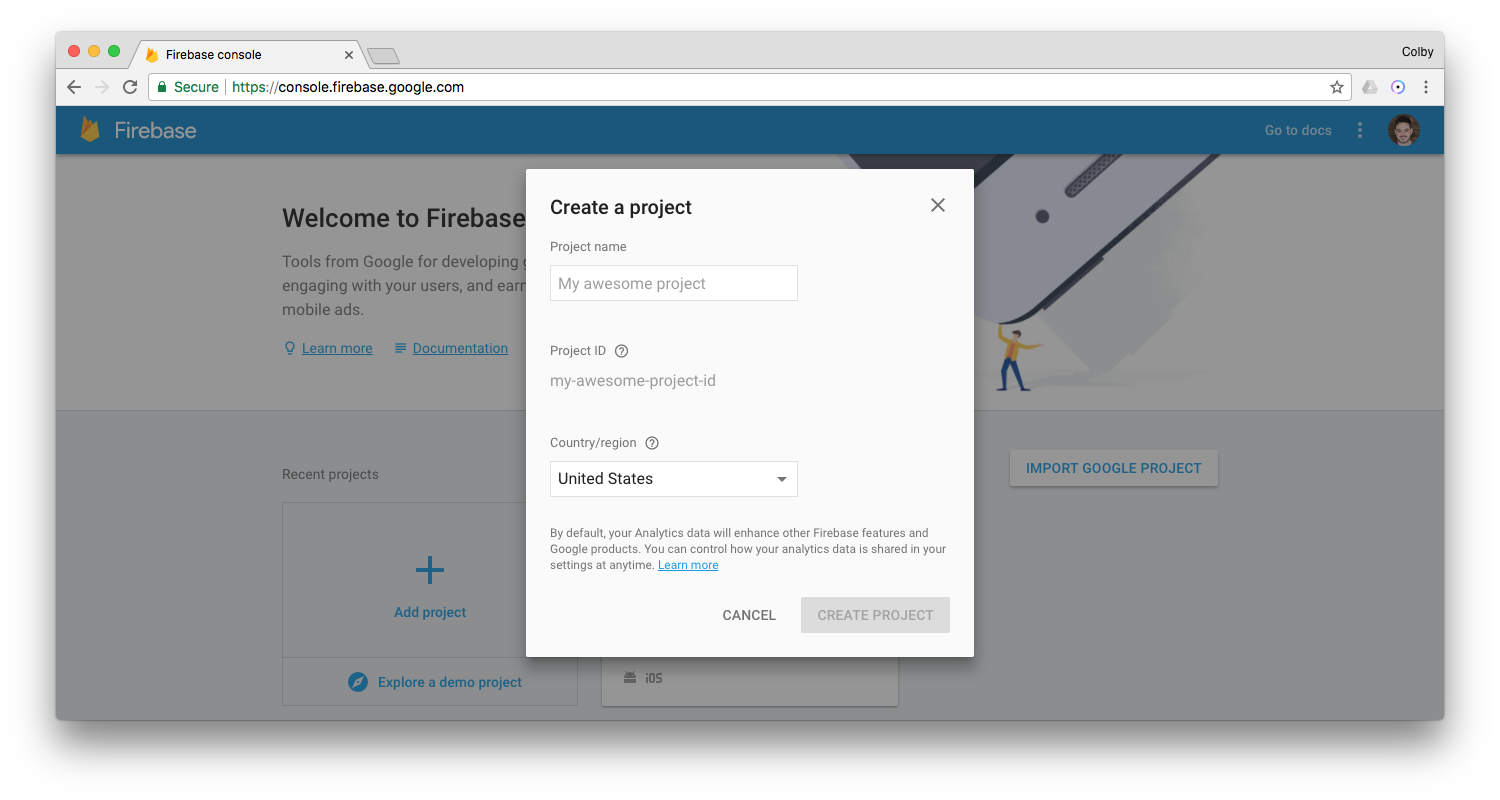 Firebase console
Colby
Secure https://console.firebase.google.com
Firebase
Go to docs
Welcome to Firebase
Tools from Google for developing
engaging with your users, and earn
mobile ads.
Learn more
Documentation
Recent projects
Add project
Explore a demo project
Create a project
Project name
My awesome project
Project ID
my-awesome-project-id
Country/region
United States
By default, your Analytics data will enhance other Firebase features and
Google products. You can control how your analytics data is shared in your
settings at anytime. Learn more
CANCEL
CREATE PROJECT
iOS
IMPORT GOOGLE PROJECT